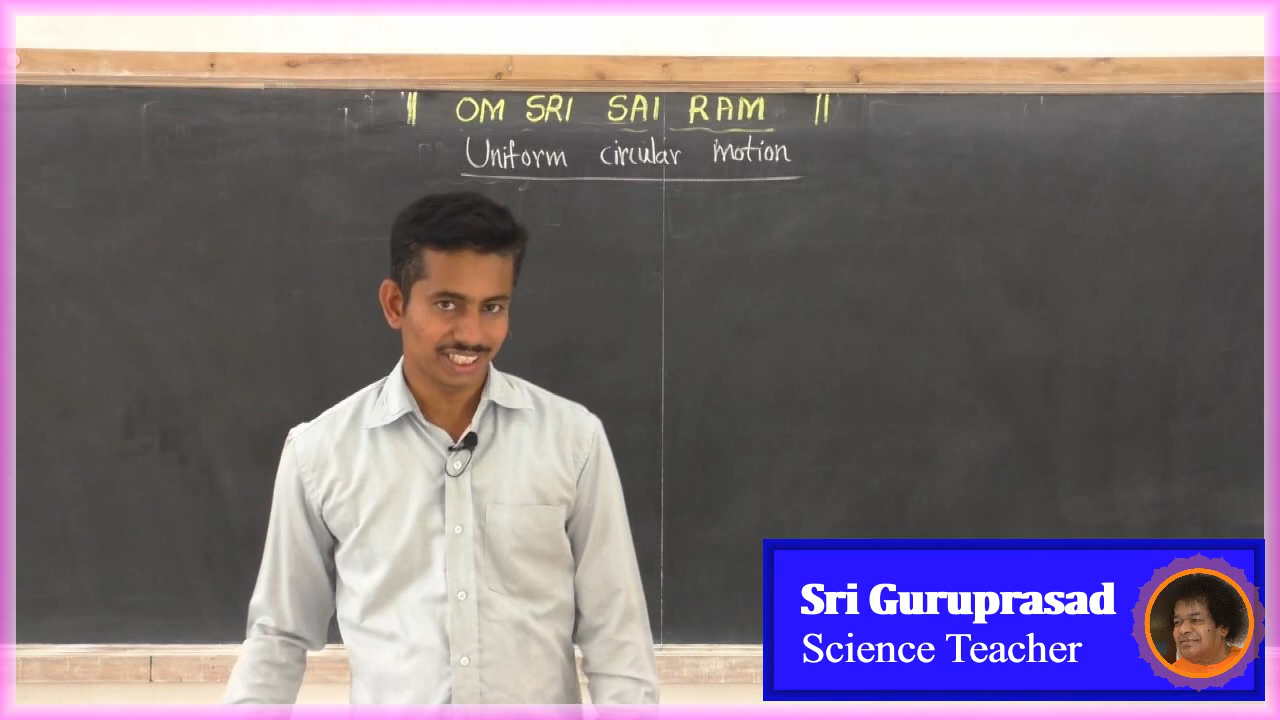 || OM SRI SAI RAM ||
Uniform circular motion
Sri Guruprasad
Science Teacher